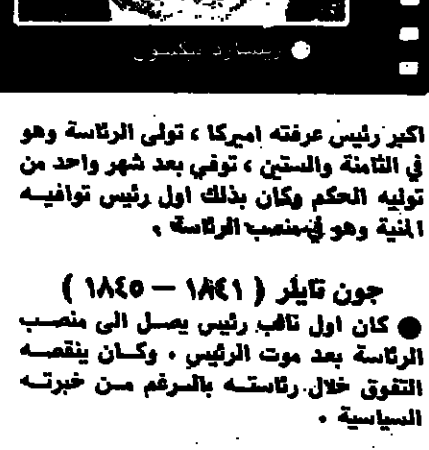 ريتشارد نيكسون
اكبر رئيس عرفته اميركا ، تولى الرئاسة وهو
في الثامنة والستين ، توفي بعد شهر واحد من
توليه الحكم وكان بذلك اول رئيس توافيه
المنية وهو في منصب الرئاسة .
جون تايلر ( ١٨٤١ — ١٨٤٥ )
● كان اول نائب رئيس يصل الى منصب
الرئاسة بعد موت الرئيس . وكان ينقصه
التفوق خلال رئاسته بالرغم من خبرته
السياسية .